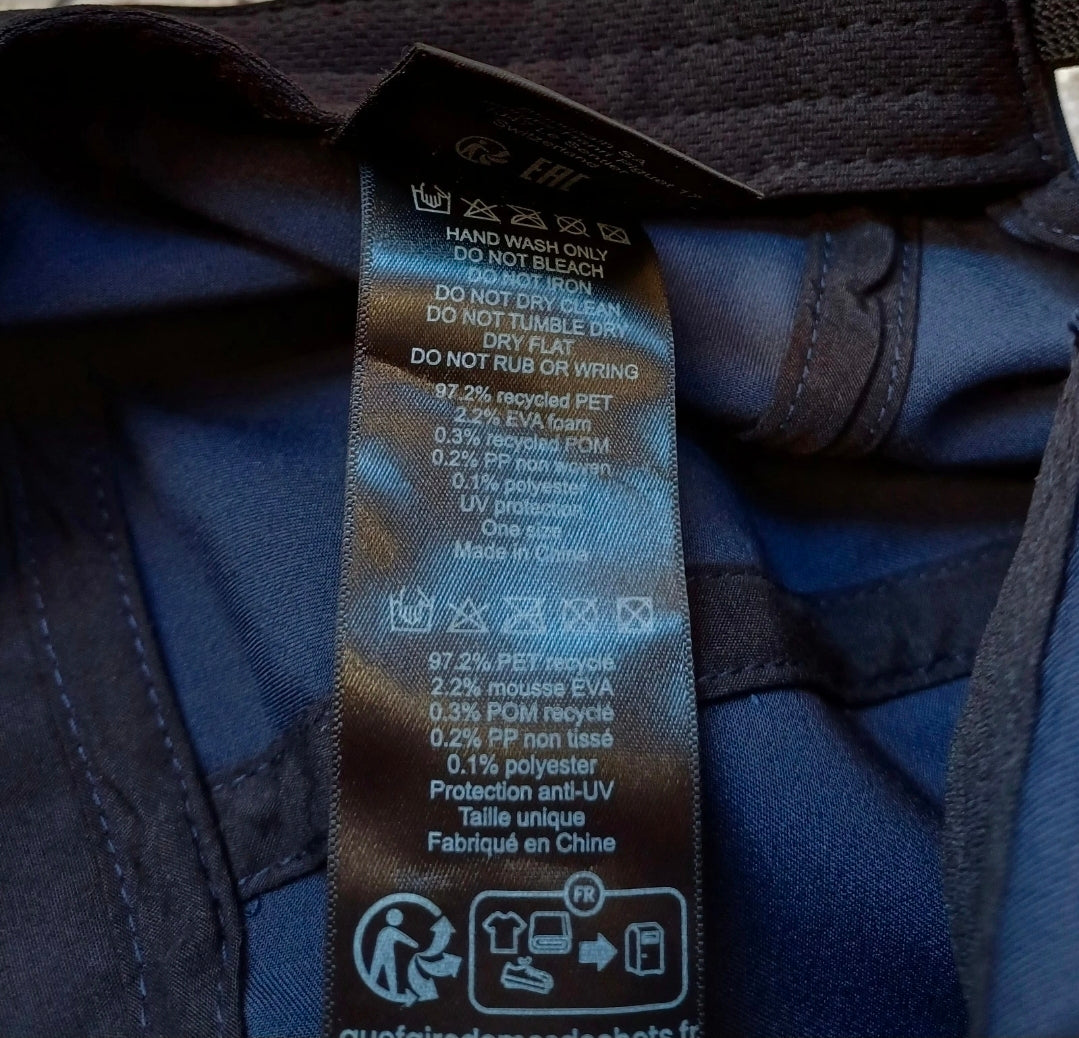 SA
Switzerland
EAC
HAND WASH ONLY
DO NOT BLEACH
DO NOT IRON
DO NOT DRY CLEAN
DO NOT TUMBLE DRY
DRY FLAT
DO NOT RUB OR WRING
97.2% recycled PET
2.2% EVA foam
0.3% recycled POM
0.2% PP non woven
0.1% polyester
UV protection
One size
Made in China
97.2% PET recyclé
2.2% mousse EVA
0.3% POM recyclé
0.2% PP non tissé
0.1% polyester
Protection anti-UV
Taille unique
Fabriqué en Chine
FR
quefairedemesdechets.fr